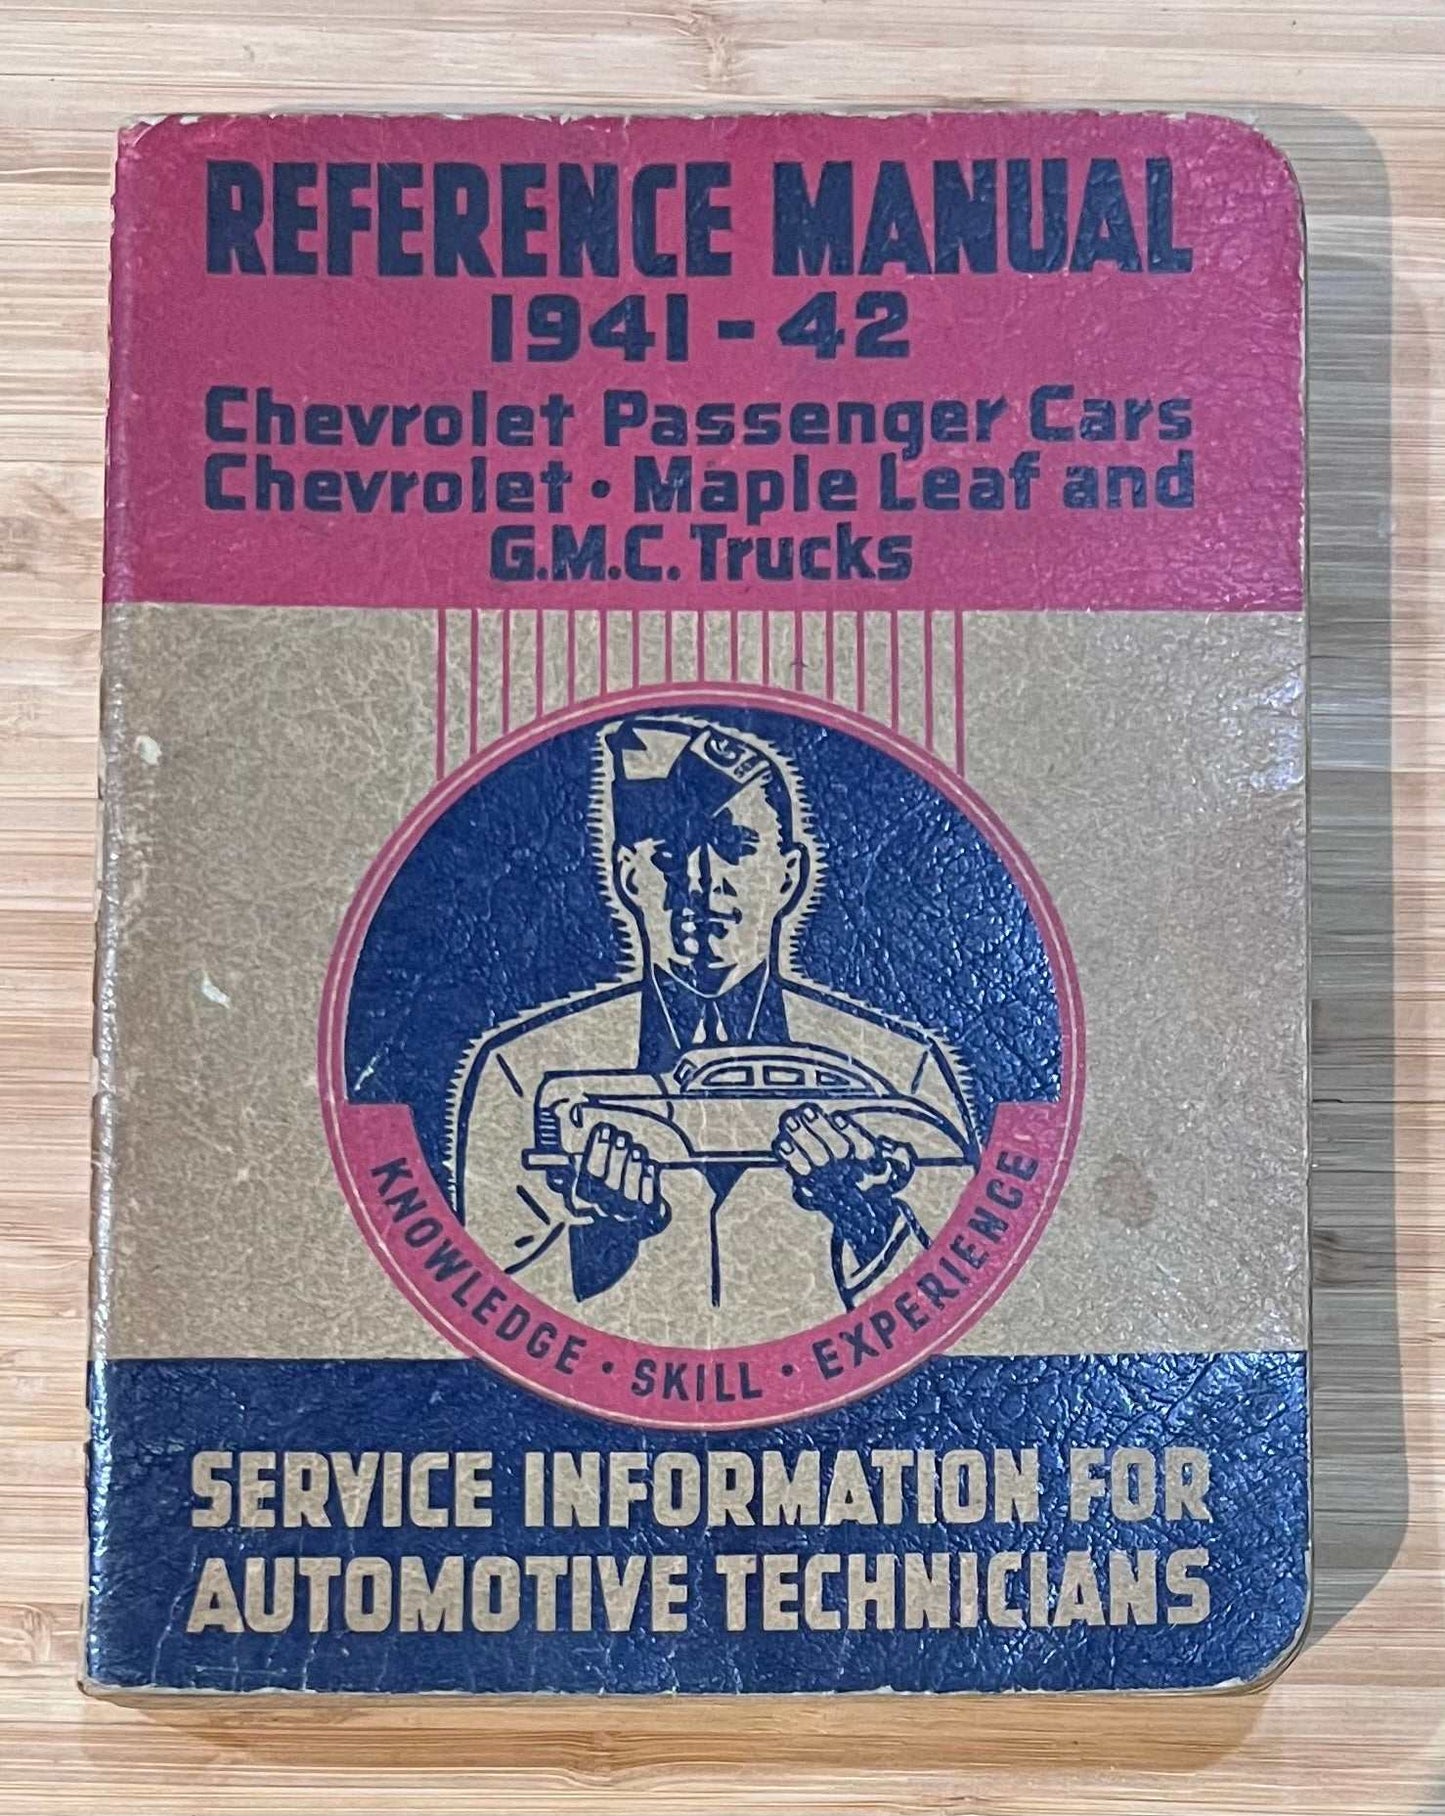 REFERENCE MANUAL
1941-42
Chevrolet Passenger Cars
Chevrolet • Maple Leaf and
G.M.C. Trucks
KNOWLEDGE • SKILL • EXPERIENCE
SERVICE INFORMATION FOR
AUTOMOTIVE TECHNICIANS